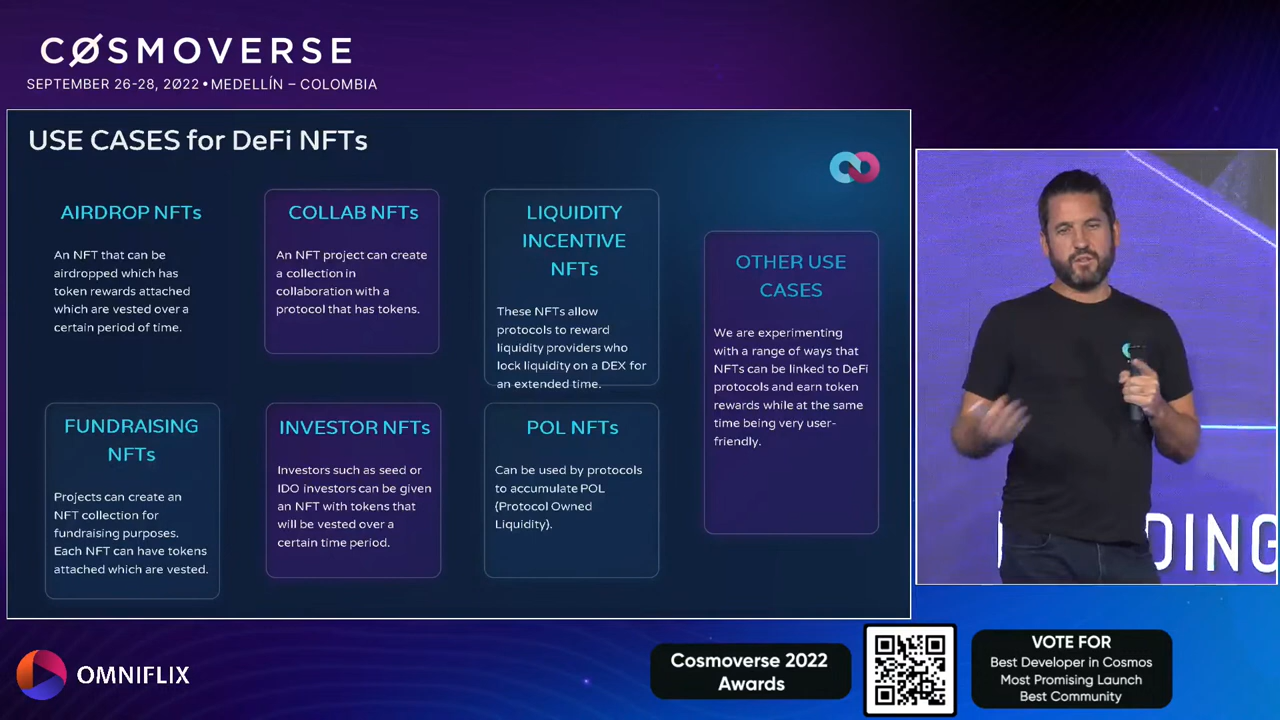 CØSMOVERSE
SEPTEMBER 26-28, 2Ø22 • MEDELLÍN – COLOMBIA
USE CASES for DeFi NFTs
AIRDROP NFTs
An NFT that can be
airdropped which has
token rewards attached
which are vested over a
certain period of time.
COLLAB NFTs
An NFT project can create
a collection in
collaboration with a
protocol that has tokens.
LIQUIDITY
INCENTIVE
NFTs
These NFTs allow
protocols to reward
liquidity providers who
lock liquidity on a DEX for
an extended time.
OTHER USE
CASES
We are experimenting
with a range of ways that
NFTs can be linked to DeFi
protocols and earn token
rewards while at the same
time being very user-
friendly.
FUNDRAISING
NFTs
Projects can create an
NFT collection for
fundraising purposes.
Each NFT can have tokens
attached which are vested.
INVESTOR NFTs
Investors such as seed or
IDO investors can be given
an NFT with tokens that
will be vested over a
certain time period.
POL NFTs
Can be used by protocols
to accumulate POL
(Protocol Owned
Liquidity).
DING
OMNIFLIX
Cosmoverse 2022
Awards
VOTE FOR
Best Developer in Cosmos
Most Promising Launch
Best Community